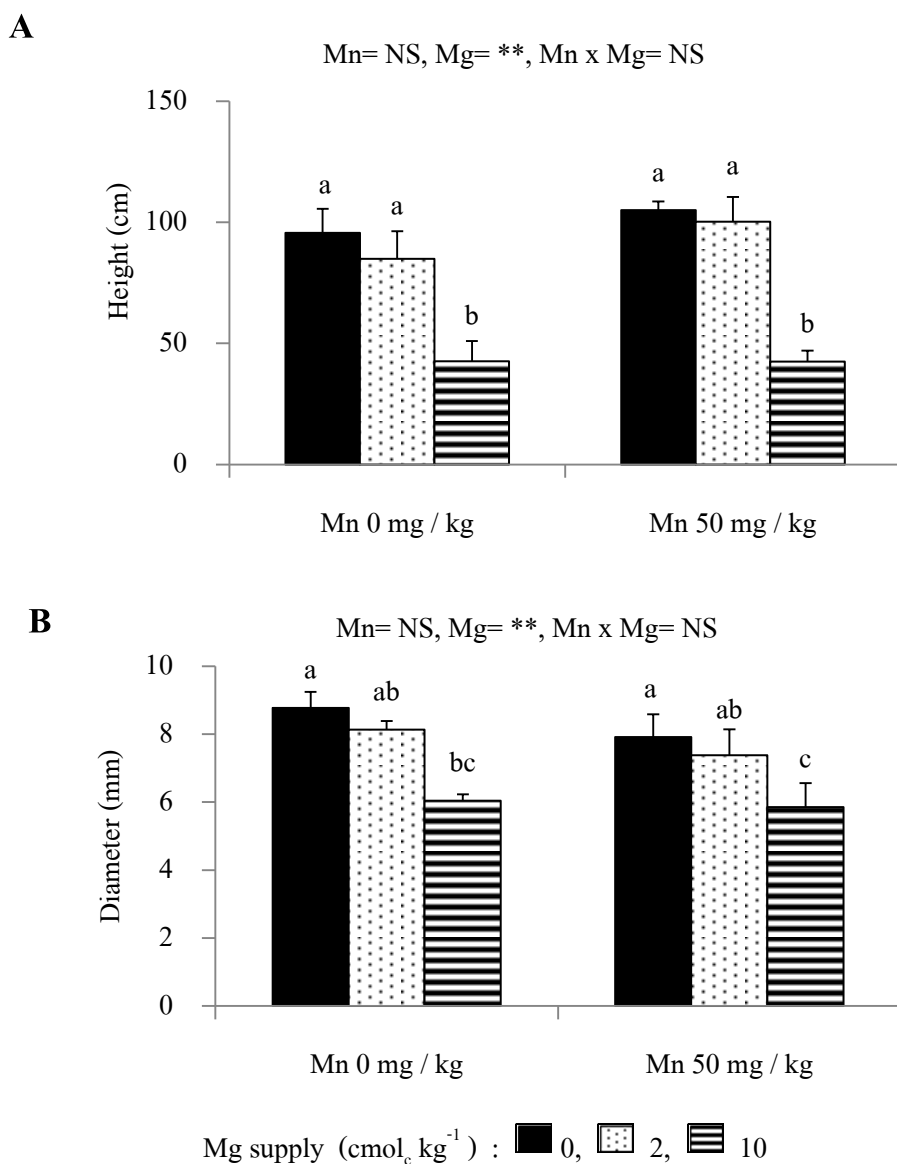 A
Mn= NS, Mg= **, Mn x Mg= NS
150
100
50
0
Height (cm)
a
a
b
a
a
b
Mn 0 mg / kg
Mn 50 mg / kg
B
Mn= NS, Mg= **, Mn x Mg= NS
10
8
6
4
2
0
Diameter (mm)
a
ab
bc
a
ab
c
Mn 0 mg / kg
Mn 50 mg / kg
Mg supply (cmol_c kg⁻¹) : 0, 2, 10